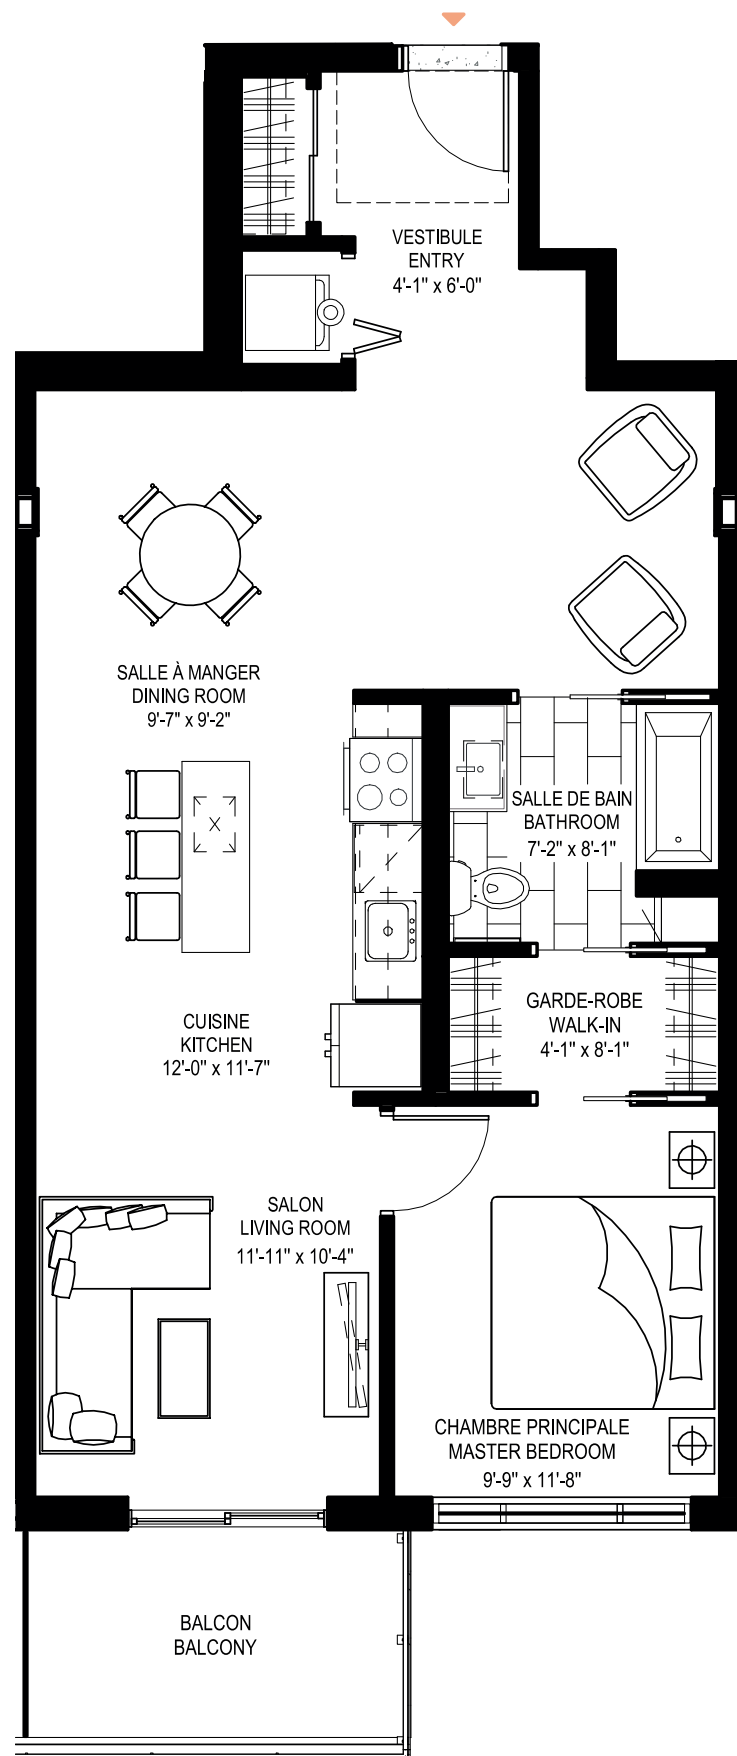 VESTIBULE
ENTRY
4'-1" x 6'-0"
SALLE À MANGER
DINING ROOM
9'-7" x 9'-2"
SALLE DE BAIN
BATHROOM
7'-2" x 8'-1"
GARDE-ROBE
WALK-IN
4'-1" x 8'-1"
CUISINE
KITCHEN
12'-0" x 11'-7"
SALON
LIVING ROOM
11'-11" x 10'-4"
CHAMBRE PRINCIPALE
MASTER BEDROOM
9'-9" x 11'-8"
BALCON
BALCONY